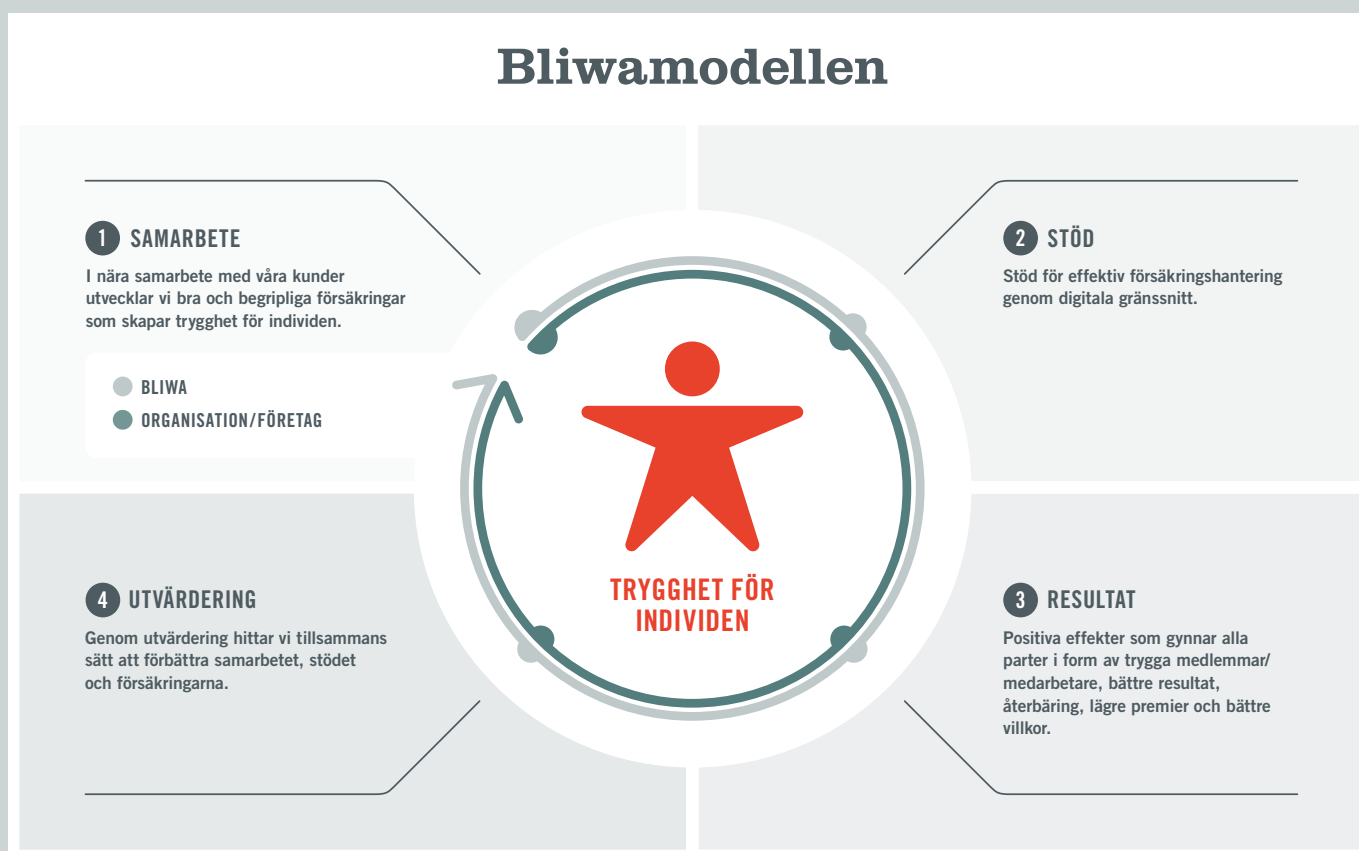 Bliwamodellen
1 SAMARBETE
I nära samarbete med våra kunder
utvecklar vi bra och begripliga försäkringar
som skapar trygghet för individen.
BLIWA
ORGANISATION/FÖRETAG
2 STÖD
Stöd för effektiv försäkringshantering
genom digitala gränssnitt.
TRYGGHET FÖR
INDIVIDEN
3 RESULTAT
Positiva effekter som gynnar alla
parter i form av trygga medlemmar/
medarbetare, bättre resultat,
återbäring, lägre premier och bättre
villkor.
4 UTVÄRDERING
Genom utvärdering hittar vi tillsammans
sätt att förbättra samarbetet, stödet
och försäkringarna.